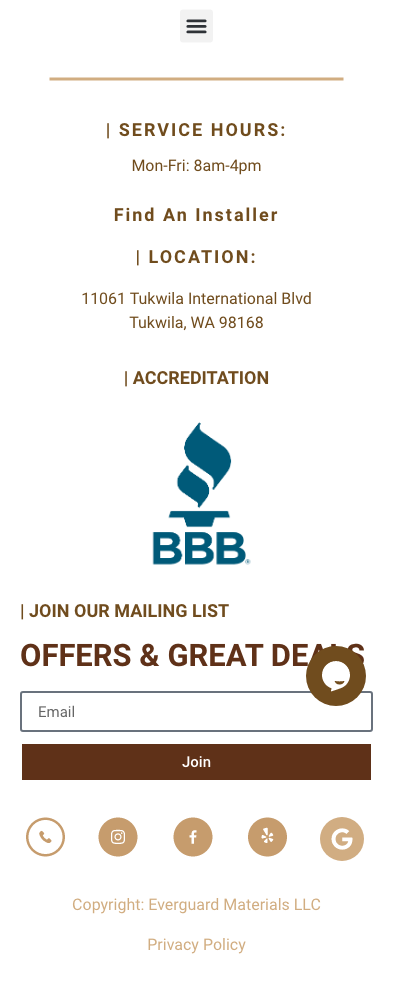 | SERVICE HOURS:
Mon-Fri: 8am-4pm
Find An Installer
| LOCATION:
11061 Tukwila International Blvd
Tukwila, WA 98168
| ACCREDITATION
BBB®
| JOIN OUR MAILING LIST
OFFERS & GREAT DEALS
Email
Join
Copyright: Everguard Materials LLC
Privacy Policy